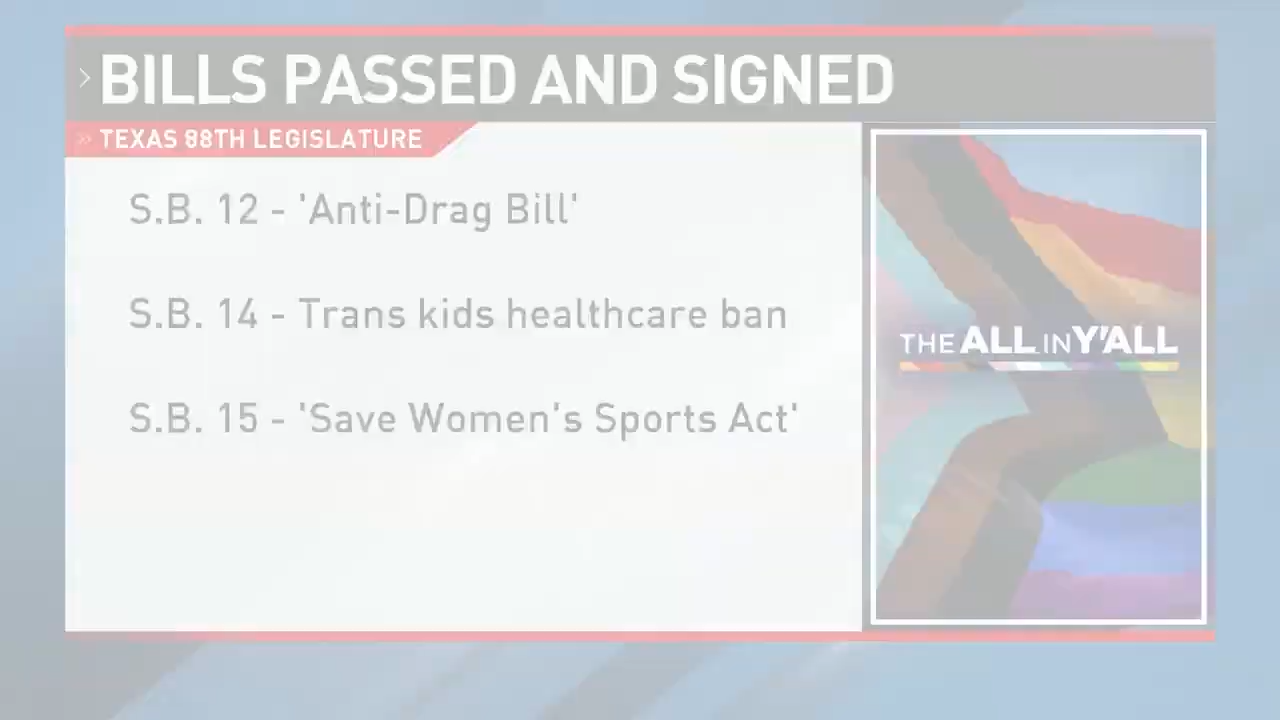 BILLS PASSED AND SIGNED
TEXAS 88TH LEGISLATURE
S.B. 12 - 'Anti-Drag Bill'
S.B. 14 - Trans kids healthcare ban
THE ALL IN Y'ALL
S.B. 15 - 'Save Women's Sports Act'